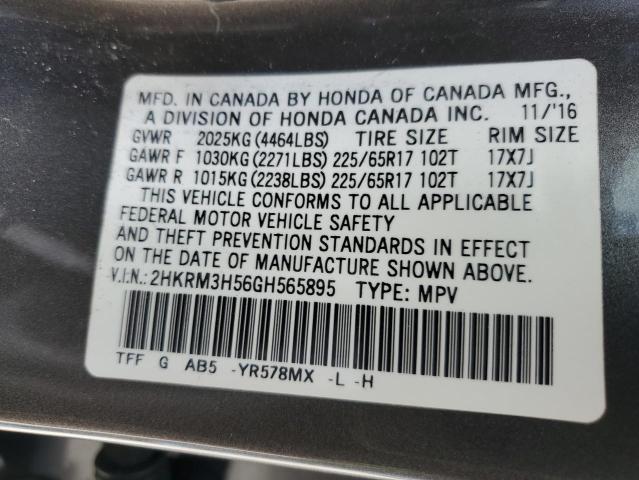 MFD. IN CANADA BY HONDA OF CANADA MFG.,
A DIVISION OF HONDA CANADA INC. 11/'16
GVWR 2025KG (4464LBS) TIRE SIZE RIM SIZE
GAWR F 1030KG (2271LBS) 225/65R17 102T 17X7J
GAWR R 1015KG (2238LBS) 225/65R17 102T 17X7J
THIS VEHICLE CONFORMS TO ALL APPLICABLE
FEDERAL MOTOR VEHICLE SAFETY
AND THEFT PREVENTION STANDARDS IN EFFECT
ON THE DATE OF MANUFACTURE SHOWN ABOVE.
V.I.N.: 2HKRM3H56GH565895 TYPE: MPV
TFF G AB5 -YR578MX -L -H